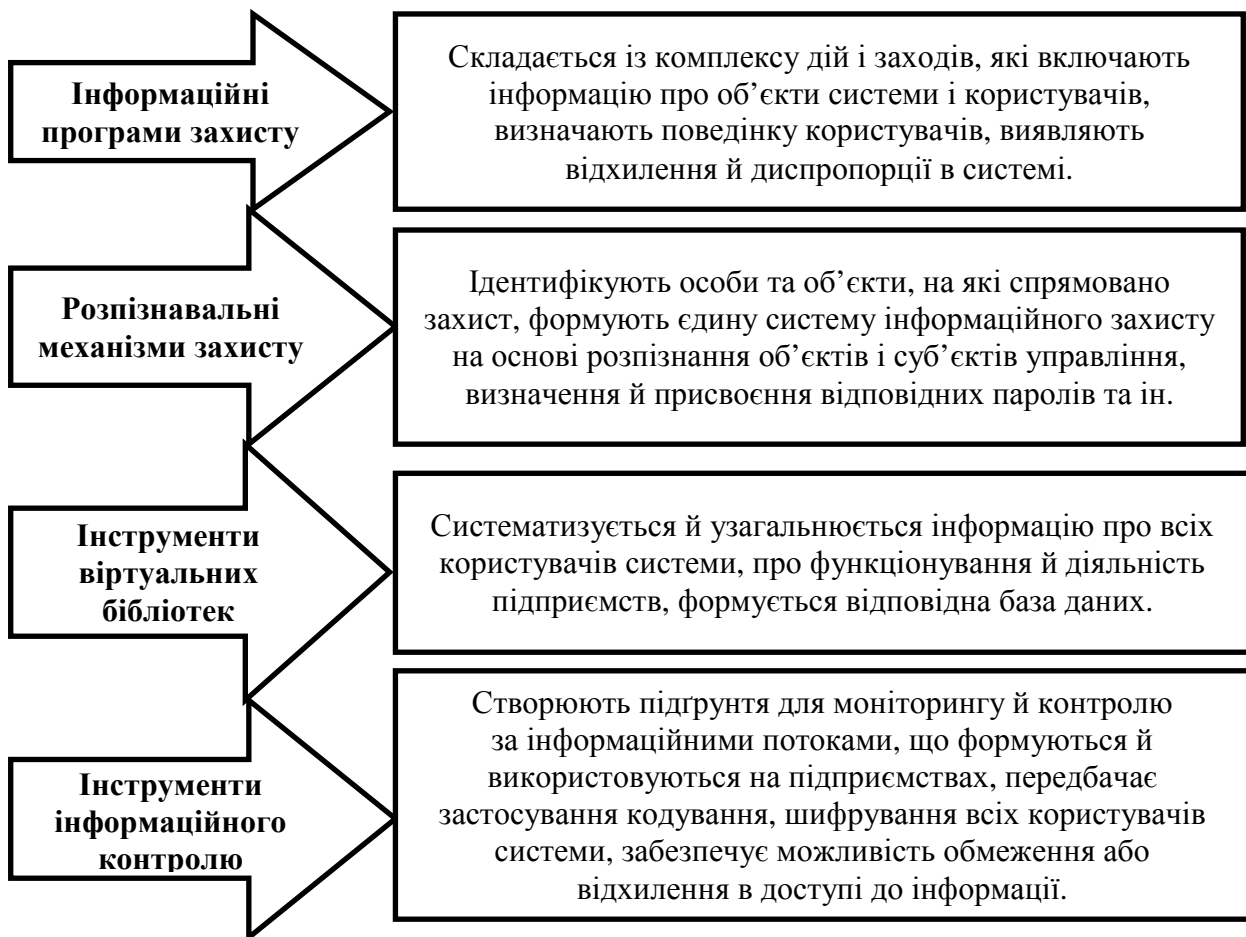 Інформаційні
програми захисту
Складається із комплексу дій і заходів, які включають
інформацію про об’єкти системи і користувачів,
визначають поведінку користувачів, виявляють
відхилення й диспропорції в системі.
Розпізнавальні
механізми захисту
Ідентифікують особи та об’єкти, на які спрямовано
захист, формують єдину систему інформаційного захисту
на основі розпізнання об’єктів і суб’єктів управління,
визначення й присвоєння відповідних паролів та ін.
Інструменти
віртуальних
бібліотек
Систематизується й узагальнюється інформацію про всіх
користувачів системи, про функціонування й діяльність
підприємств, формується відповідна база даних.
Інструменти
інформаційного
контролю
Створюють підґрунтя для моніторингу й контролю
за інформаційними потоками, що формуються й
використовуються на підприємствах, передбачає
застосування кодування, шифрування всіх користувачів
системи, забезпечує можливість обмеження або
відхилення в доступі до інформації.